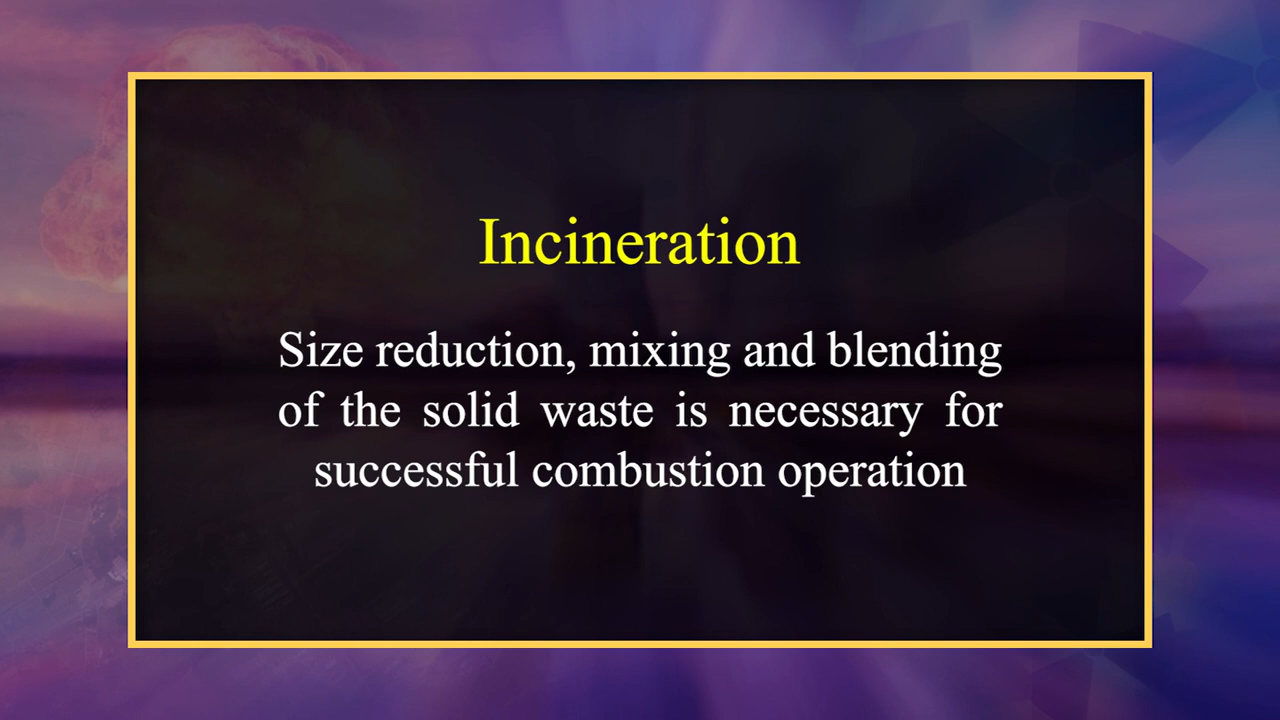 Incineration
Size reduction, mixing and blending
of the solid waste is necessary for
successful combustion operation